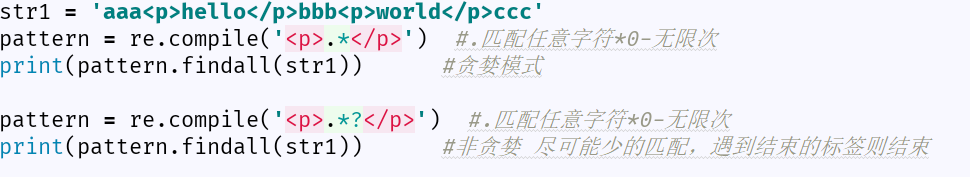 str1 = 'aaa<p>hello</p>bbb<p>world</p>ccc'
pattern = re.compile('<p>.*</p>')  #.匹配任意字符*0-无限次
print(pattern.findall(str1))      #贪婪模式
pattern = re.compile('<p>.*?</p>')  #.匹配任意字符*0-无限次
print(pattern.findall(str1))      #非贪婪 尽可能少的匹配，遇到结束的标签则结束